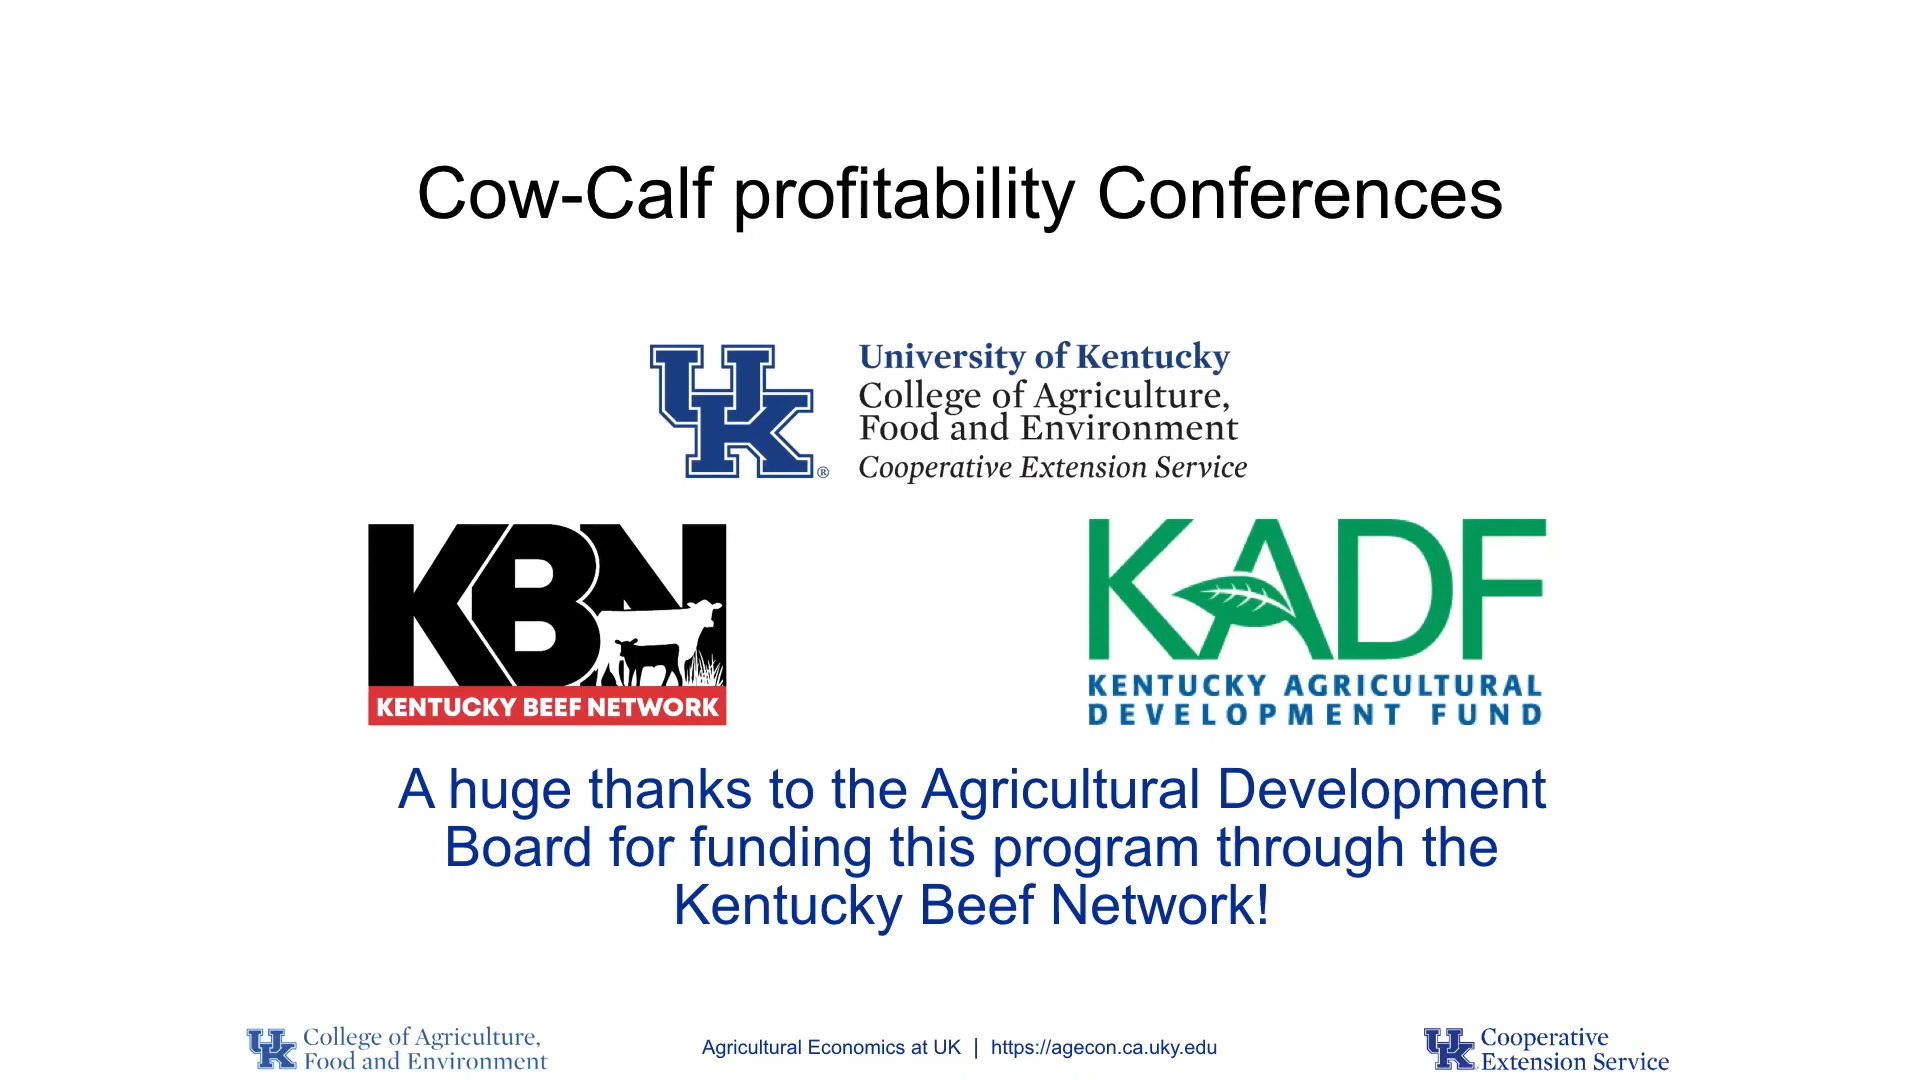 Cow-Calf profitability Conferences
UK®
University of Kentucky
College of Agriculture,
Food and Environment
Cooperative Extension Service
KBN
KENTUCKY BEEF NETWORK
KADF
KENTUCKY AGRICULTURAL
DEVELOPMENT FUND
A huge thanks to the Agricultural Development
Board for funding this program through the
Kentucky Beef Network!
UK College of Agriculture,
Food and Environment
Agricultural Economics at UK | https://agecon.ca.uky.edu
UK Cooperative
Extension Service